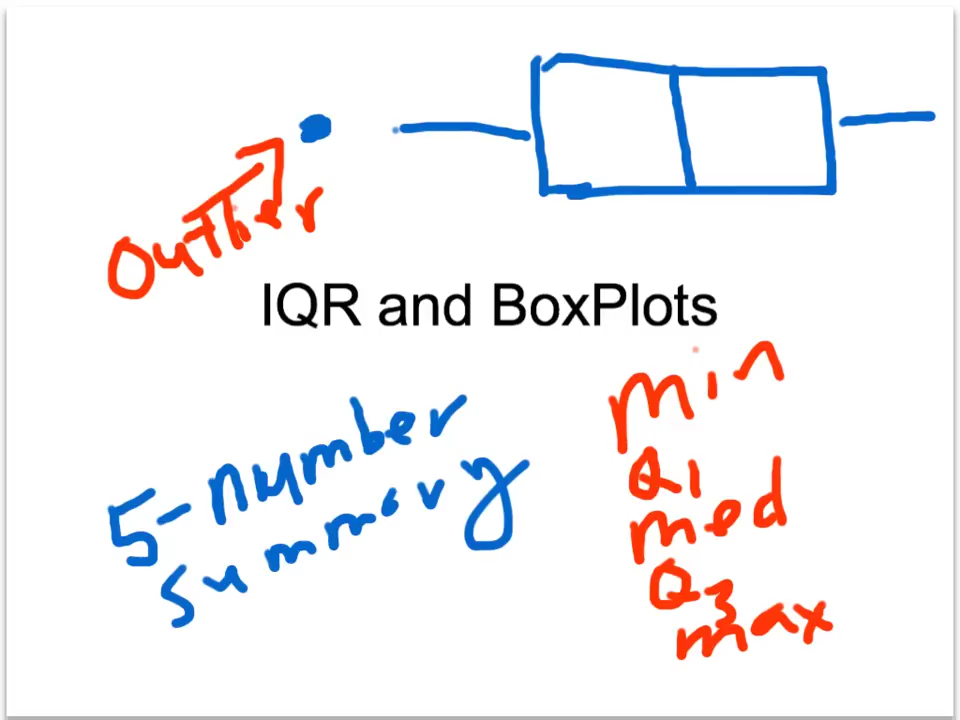 Outlier
IQR and BoxPlots
5-number
summary
min
Q1
med
Q3
max